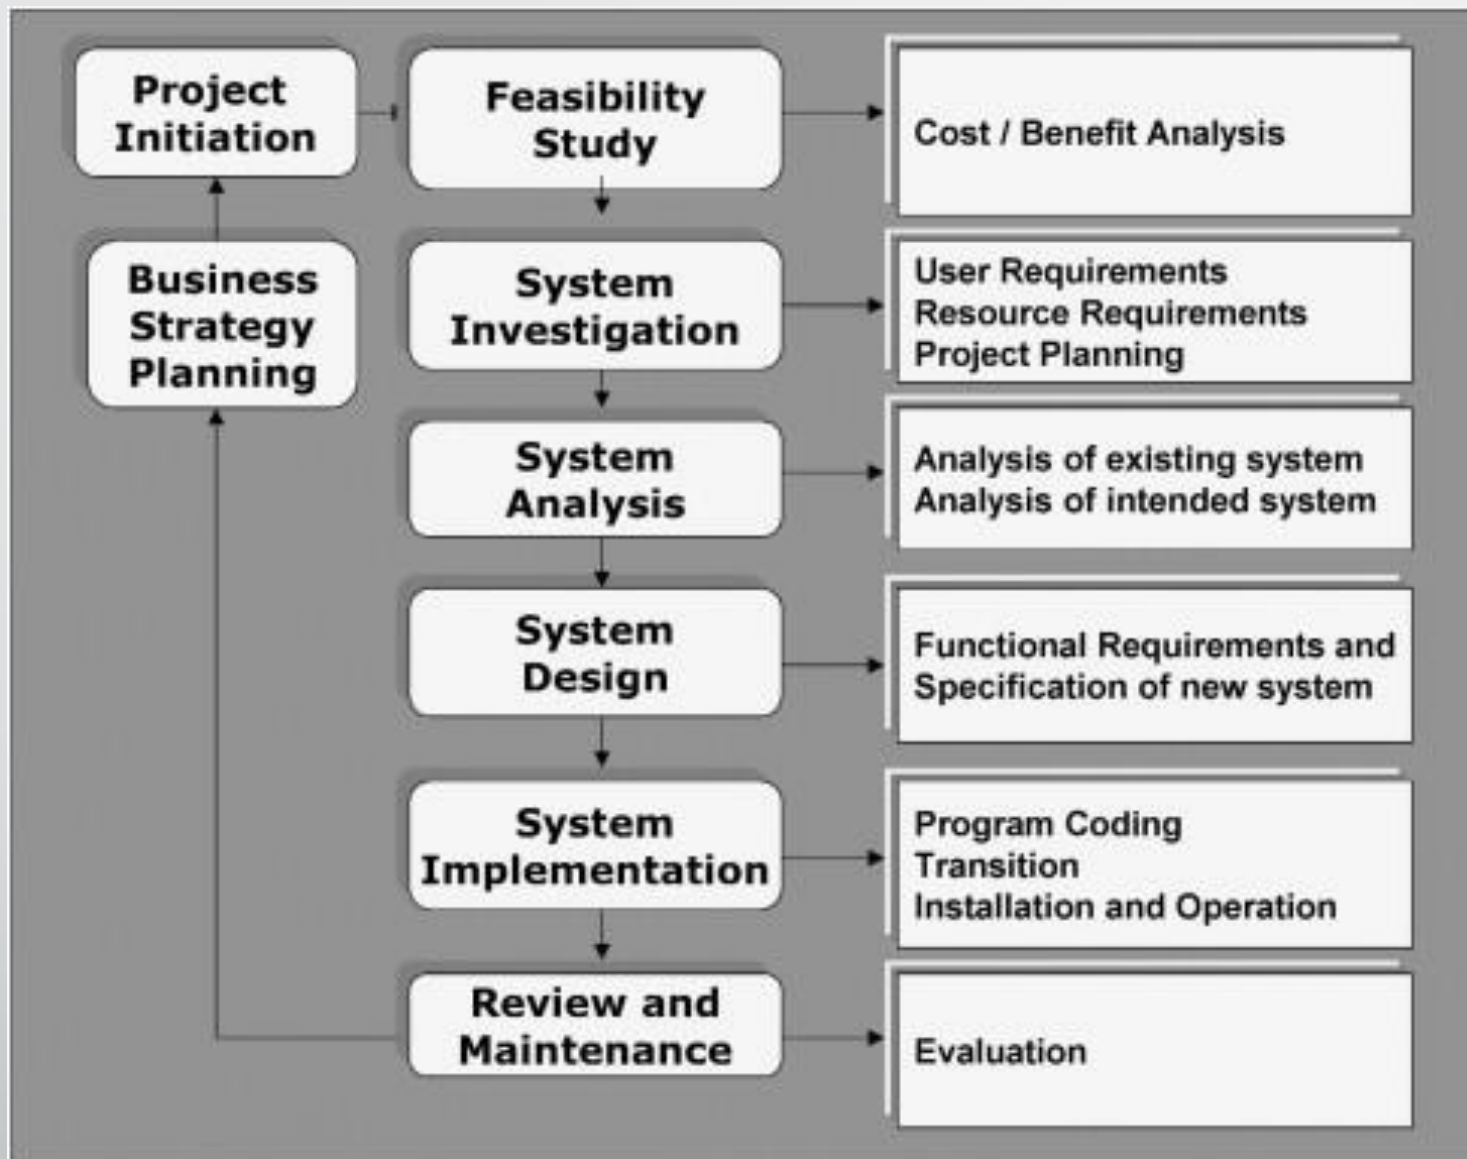 Project
Initiation
Feasibility
Study
Cost / Benefit Analysis
Business
Strategy
Planning
System
Investigation
User Requirements
Resource Requirements
Project Planning
System
Analysis
Analysis of existing system
Analysis of intended system
System
Design
Functional Requirements and
Specification of new system
System
Implementation
Program Coding
Transition
Installation and Operation
Review and
Maintenance
Evaluation